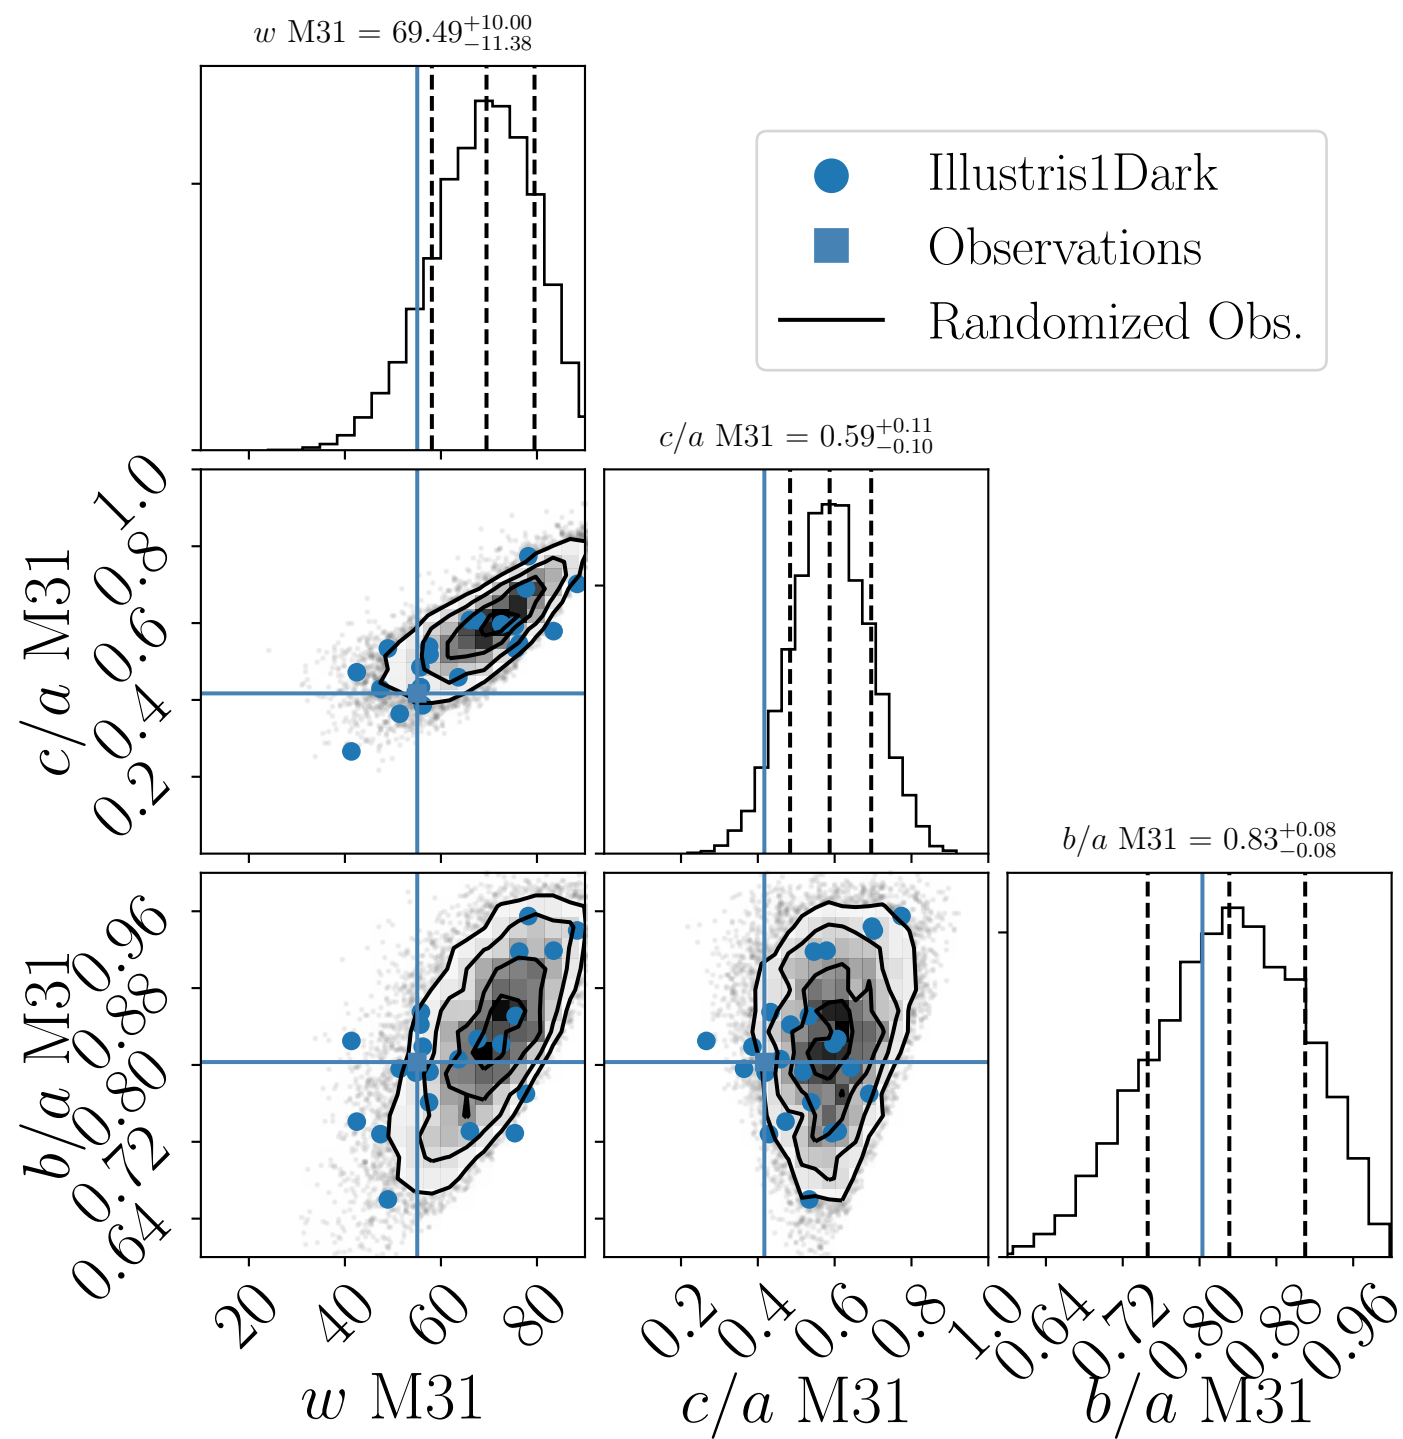 w M31 = 69.49+10.00−11.38
Illustris1Dark
Observations
Randomized Obs.
c/a M31 = 0.59+0.11−0.10
c/a M31
1.0
0.8
0.6
0.4
0.2
b/a M31 = 0.83+0.08−0.08
b/a M31
0.96
0.88
0.80
0.72
0.64
20 40 60 80
0.2 0.4 0.6 0.8 1.0
0.64 0.72 0.80 0.88 0.96
w M31
c/a M31
b/a M31